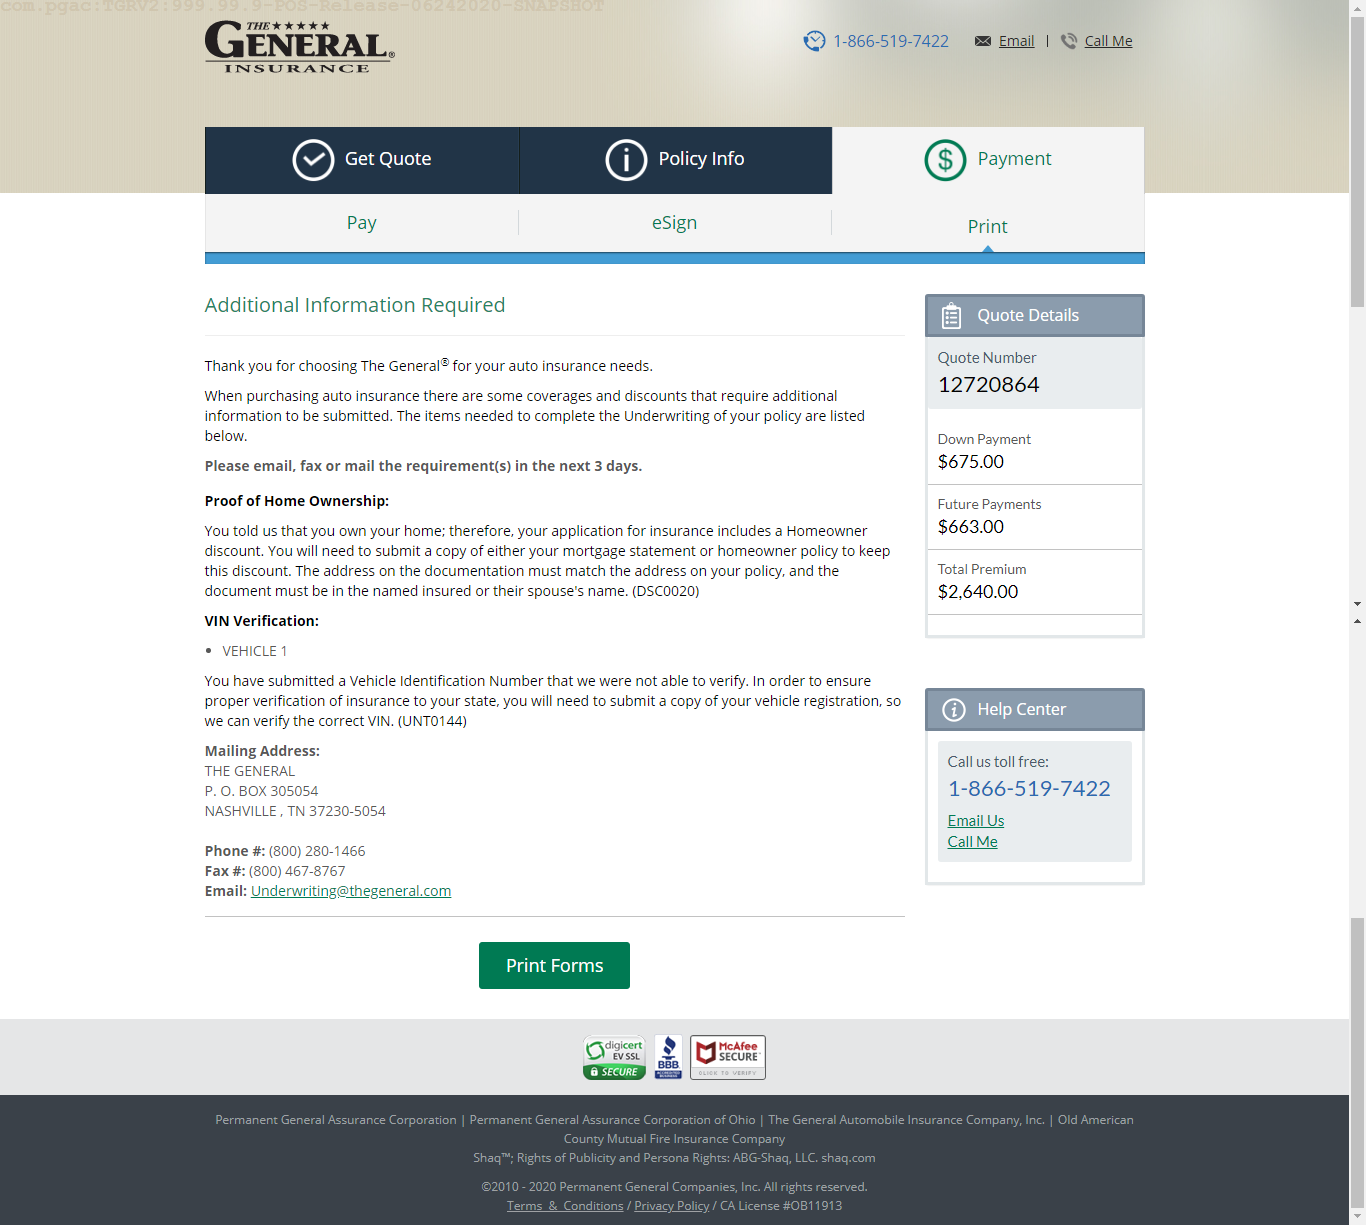 com.pgac:TGRV2:999.99.9-POS-Release-06242020-SNAPSHOT
THE ★★★★★
GENERAL®
INSURANCE
1-866-519-7422 Email | Call Me
Get Quote Policy Info Payment
Pay eSign Print
Additional Information Required
Thank you for choosing The General® for your auto insurance needs.
When purchasing auto insurance there are some coverages and discounts that require additional
information to be submitted. The items needed to complete the Underwriting of your policy are listed
below.
Please email, fax or mail the requirement(s) in the next 3 days.
Proof of Home Ownership:
You told us that you own your home; therefore, your application for insurance includes a Homeowner
discount. You will need to submit a copy of either your mortgage statement or homeowner policy to keep
this discount. The address on the documentation must match the address on your policy, and the
document must be in the named insured or their spouse's name. (DSC0020)
VIN Verification:
• VEHICLE 1
You have submitted a Vehicle Identification Number that we were not able to verify. In order to ensure
proper verification of insurance to your state, you will need to submit a copy of your vehicle registration, so
we can verify the correct VIN. (UNT0144)
Mailing Address:
THE GENERAL
P. O. BOX 305054
NASHVILLE , TN 37230-5054
Phone #: (800) 280-1466
Fax #: (800) 467-8767
Email: Underwriting@thegeneral.com
Print Forms
Quote Details
Quote Number
12720864
Down Payment
$675.00
Future Payments
$663.00
Total Premium
$2,640.00
Help Center
Call us toll free:
1-866-519-7422
Email Us
Call Me
digicert
EV SSL
SECURE
BBB
ACCREDITED
BUSINESS
McAfee
SECURE™
CLICK TO VERIFY
Permanent General Assurance Corporation | Permanent General Assurance Corporation of Ohio | The General Automobile Insurance Company, Inc. | Old American
County Mutual Fire Insurance Company
Shaq™; Rights of Publicity and Persona Rights: ABG-Shaq, LLC. shaq.com
©2010 - 2020 Permanent General Companies, Inc. All rights reserved.
Terms & Conditions / Privacy Policy / CA License #OB11913